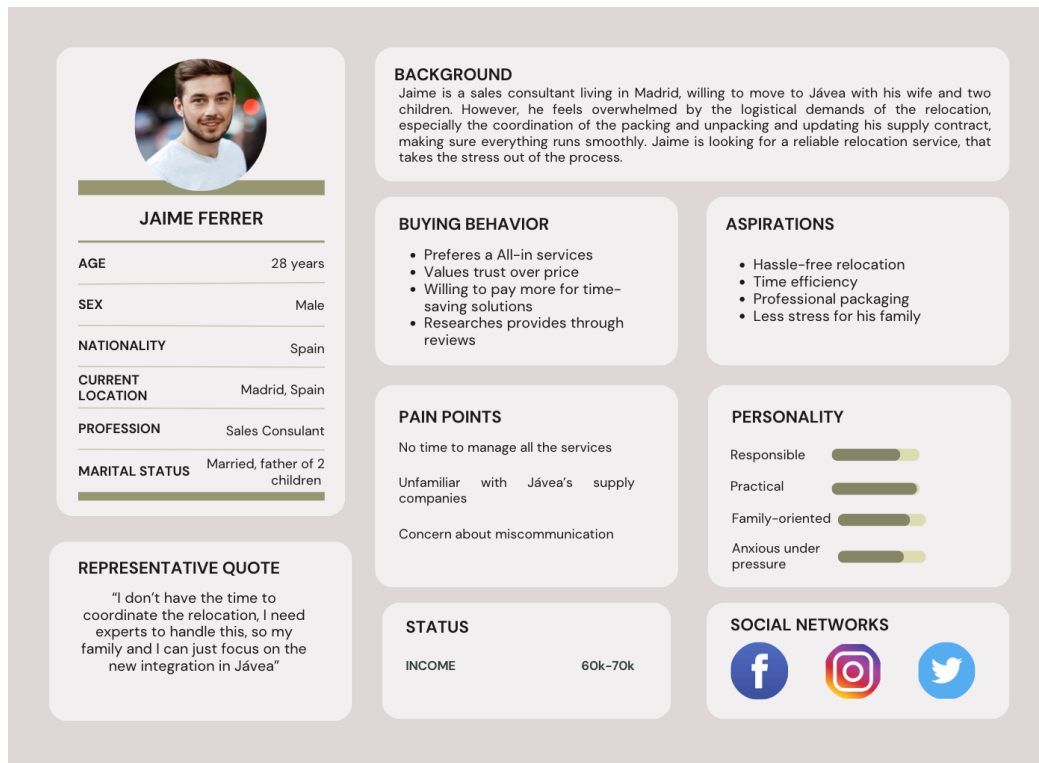 JAIME FERRER
AGE 28 years
SEX Male
NATIONALITY Spain
CURRENT
LOCATION Madrid, Spain
PROFESSION Sales Consulant
MARITAL STATUS Married, father of 2
children
REPRESENTATIVE QUOTE
“I don’t have the time to
coordinate the relocation, I need
experts to handle this, so my
family and I can just focus on the
new integration in Jávea”
BACKGROUND
Jaime is a sales consultant living in Madrid, willing to move to Jávea with his wife and two
children. However, he feels overwhelmed by the logistical demands of the relocation,
especially the coordination of the packing and unpacking and updating his supply contract,
making sure everything runs smoothly. Jaime is looking for a reliable relocation service, that
takes the stress out of the process.
BUYING BEHAVIOR
• Preferes a All-in services
• Values trust over price
• Willing to pay more for time-
saving solutions
• Researches provides through
reviews
ASPIRATIONS
• Hassle-free relocation
• Time efficiency
• Professional packaging
• Less stress for his family
PAIN POINTS
No time to manage all the services
Unfamiliar with Jávea’s supply
companies
Concern about miscommunication
PERSONALITY
Responsible
Practical
Family-oriented
Anxious under
pressure
STATUS
INCOME 60k-70k
SOCIAL NETWORKS